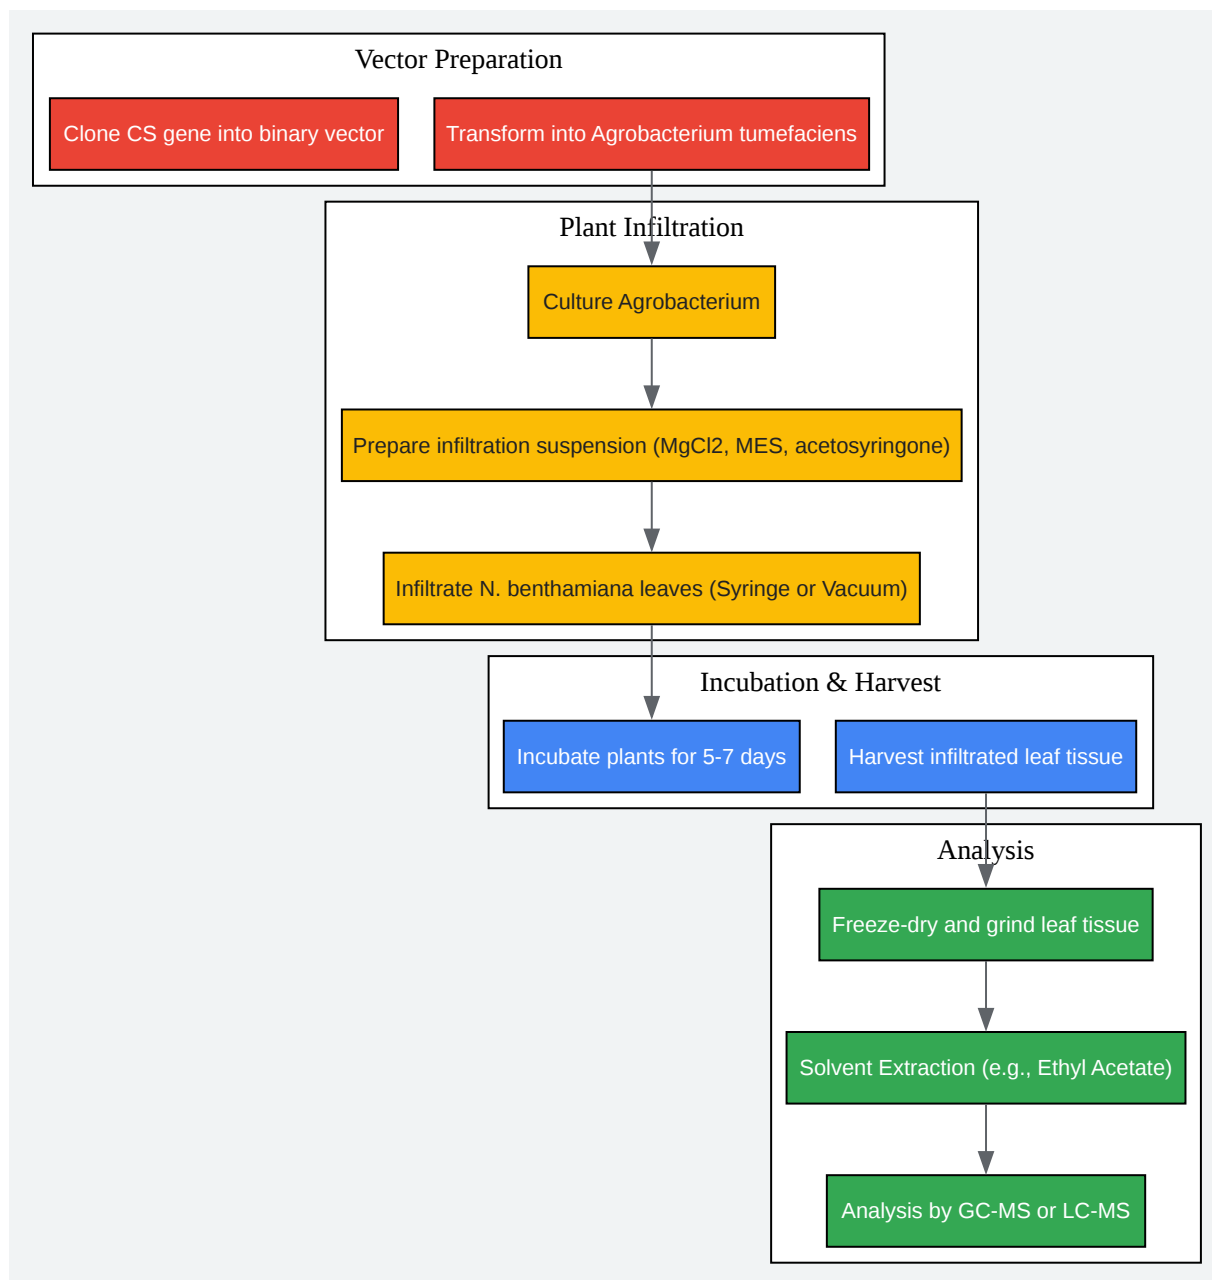 Vector Preparation
Clone CS gene into binary vector
Transform into Agrobacterium tumefaciens
Plant Infiltration
Culture Agrobacterium
Prepare infiltration suspension (MgCl2, MES, acetosyringone)
Infiltrate N. benthamiana leaves (Syringe or Vacuum)
Incubation & Harvest
Incubate plants for 5-7 days
Harvest infiltrated leaf tissue
Analysis
Freeze-dry and grind leaf tissue
Solvent Extraction (e.g., Ethyl Acetate)
Analysis by GC-MS or LC-MS